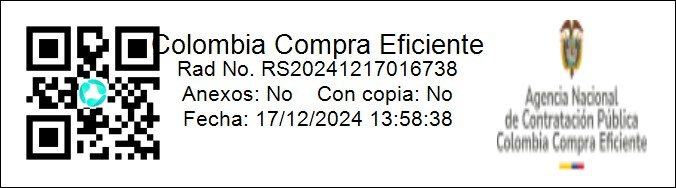 Colombia Compra Eficiente
Rad No. RS20241217016738
Anexos: No Con copia: No
Fecha: 17/12/2024 13:58:38
Agencia Nacional
de Contratación Pública
Colombia Compra Eficiente